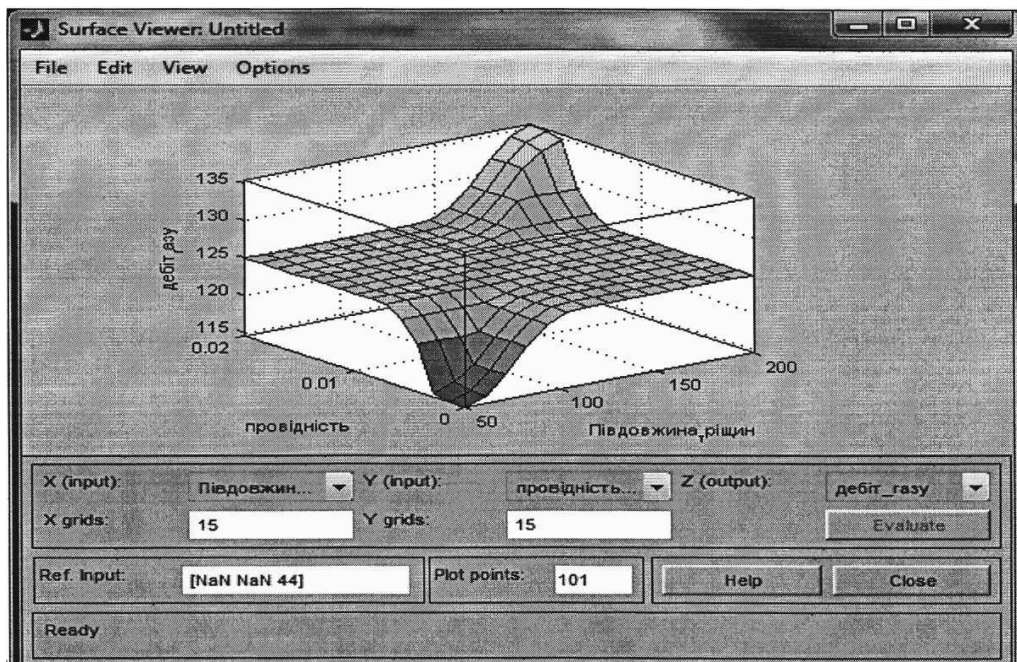 Surface Viewer: Untitled
File Edit View Options
135
130
125
120
115
дебіт_газу
0.02
0.01
0
провідність
50
100
150
200
Півдовжина_тріщин
X (input): Півдовжин... Y (input): провідність... Z (output): дебіт_газу
X grids: 15 Y grids: 15 Evaluate
Ref. Input: [NaN NaN 44] Plot points: 101 Help Close
Ready